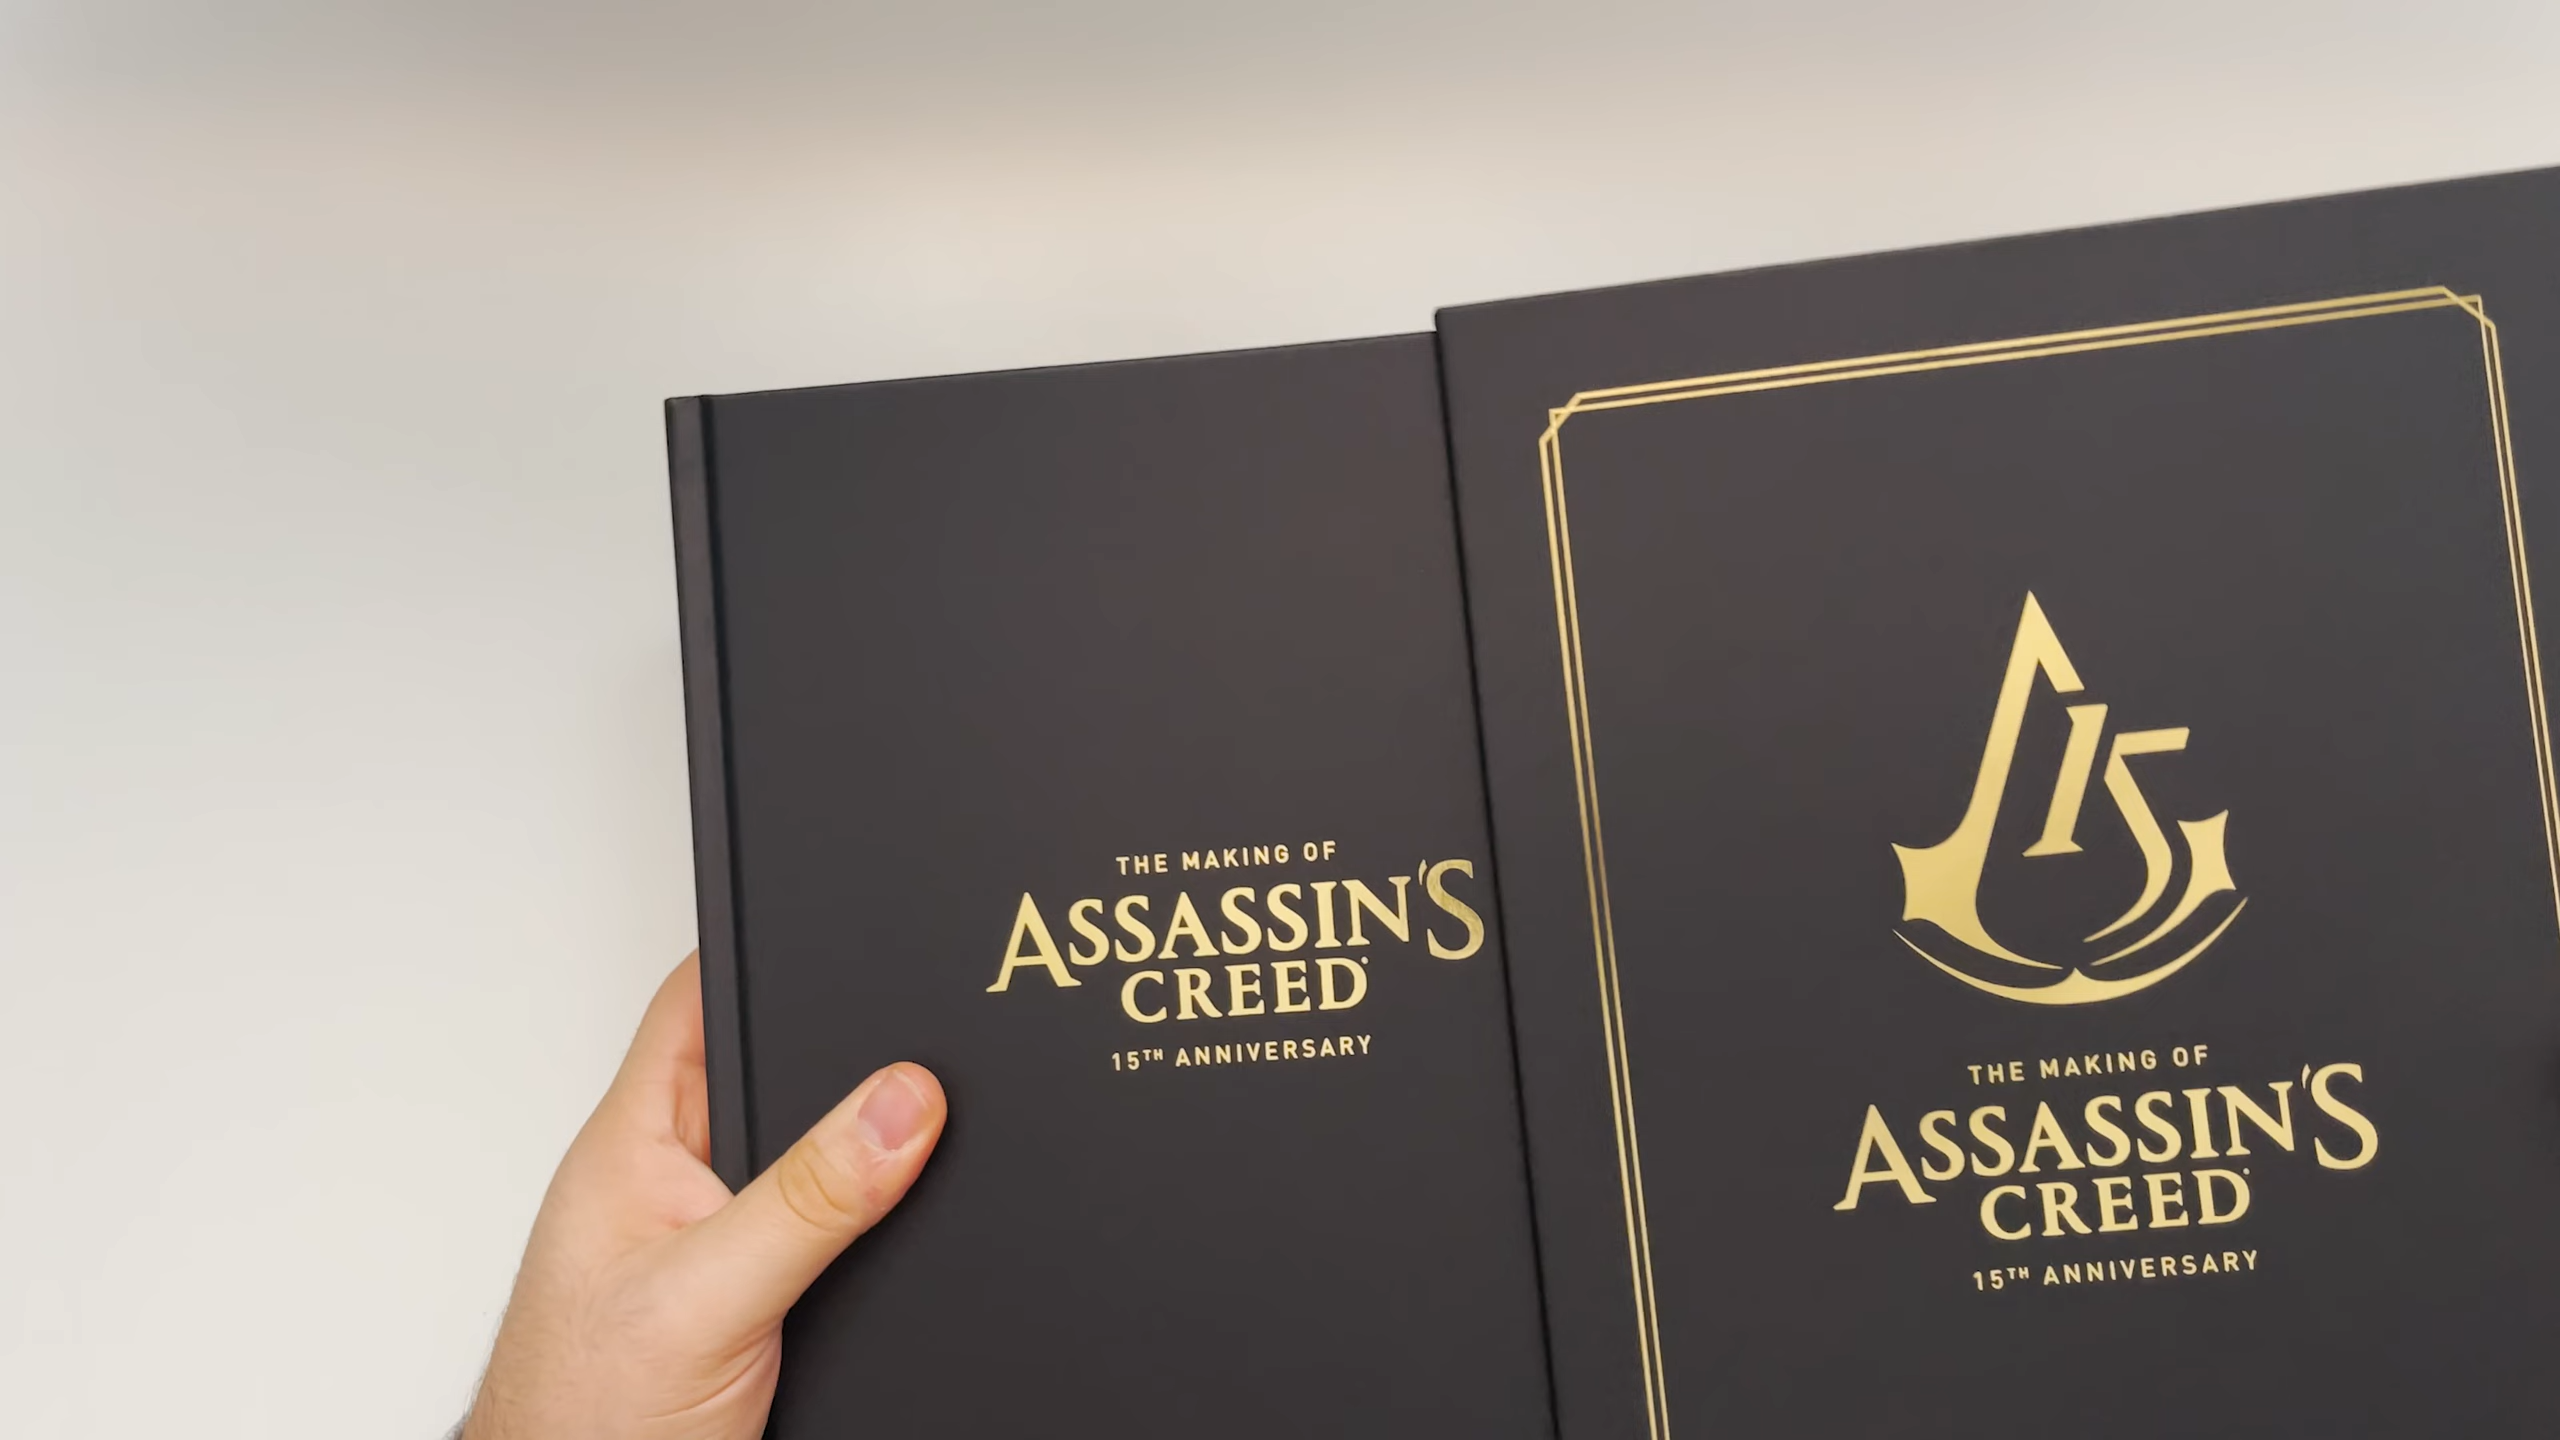 THE MAKING OF
ASSASSIN'S
CREED
15TH ANNIVERSARY
15
THE MAKING OF
ASSASSIN'S
CREED
15TH ANNIVERSARY